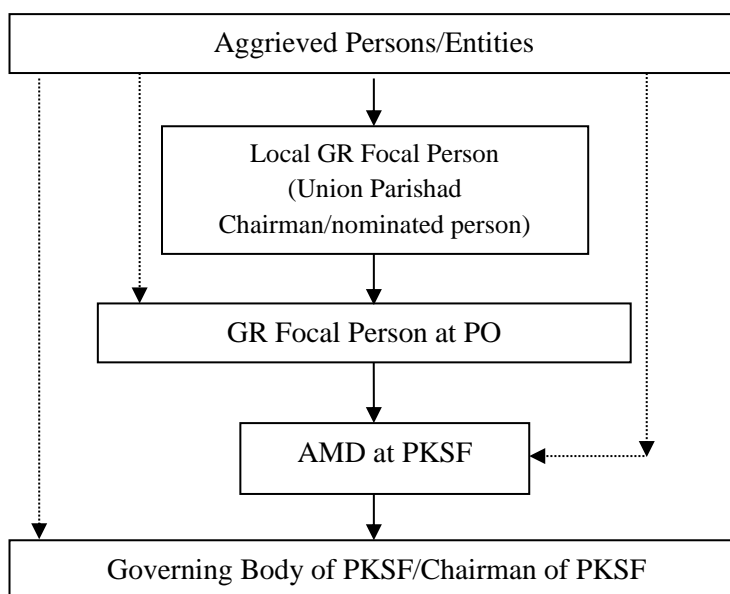 Aggrieved Persons/Entities
Local GR Focal Person
(Union Parishad
Chairman/nominated person)
GR Focal Person at PO
AMD at PKSF
Governing Body of PKSF/Chairman of PKSF